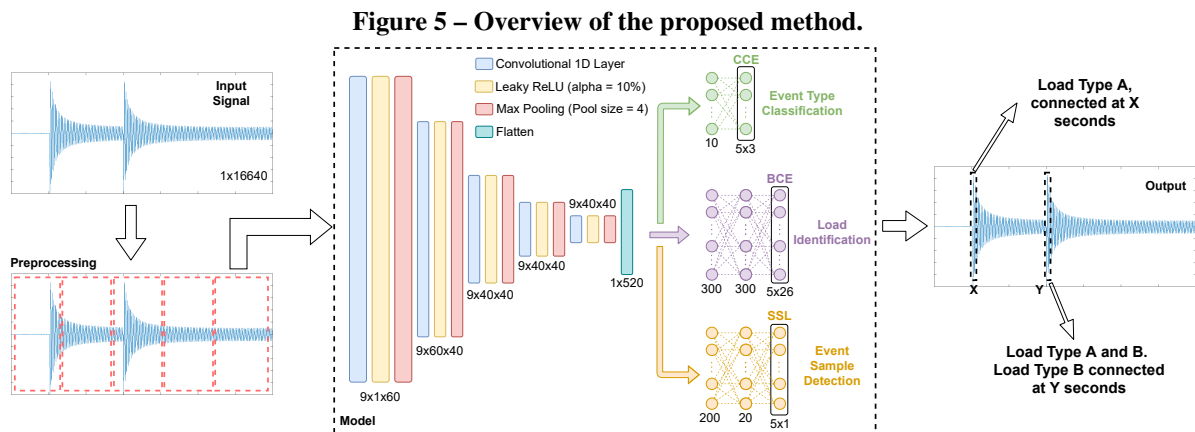 Figure 5 – Overview of the proposed method.
Input
Signal
1x16640
Preprocessing
Convolutional 1D Layer
Leaky ReLU (alpha = 10%)
Max Pooling (Pool size = 4)
Flatten
9x1x60
9x60x40
9x40x40
9x40x40
9x40x40
1x520
Model
CCE
Event Type
Classification
10
5x3
BCE
Load
Identification
300
300
5x26
SSL
Event
Sample
Detection
200
20
5x1
Load Type A,
connected at X
seconds
Output
X
Y
Load Type A and B.
Load Type B connected
at Y seconds